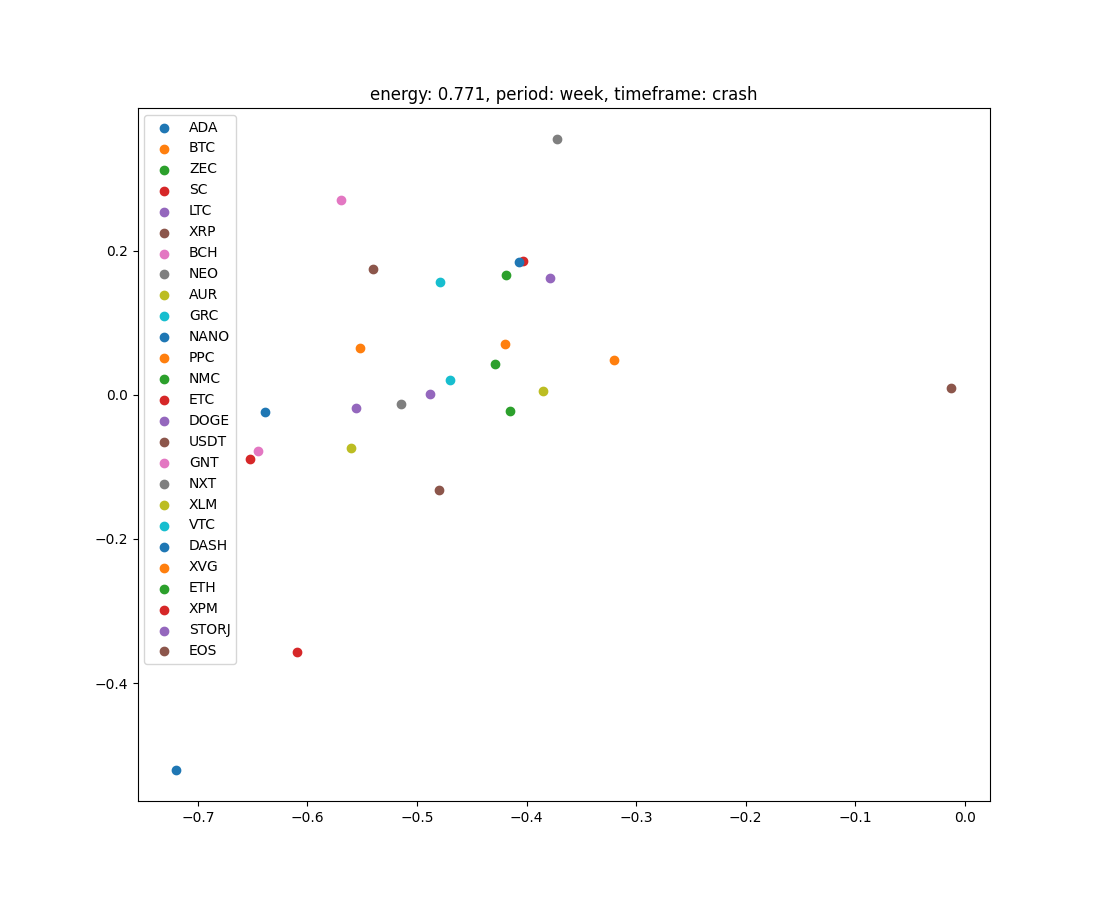 energy: 0.771, period: week, timeframe: crash
ADA
BTC
ZEC
SC
LTC
XRP
BCH
NEO
AUR
GRC
NANO
PPC
NMC
ETC
DOGE
USDT
GNT
NXT
XLM
VTC
DASH
XVG
ETH
XPM
STORJ
EOS
0.2
0.0
−0.2
−0.4
−0.7 −0.6 −0.5 −0.4 −0.3 −0.2 −0.1 0.0